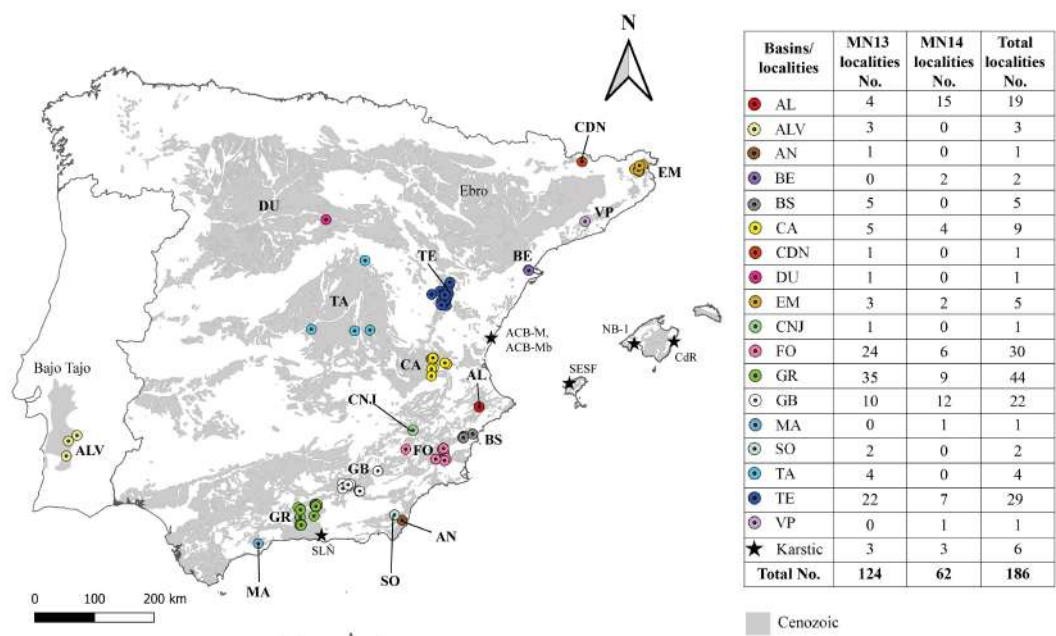 N
CDN
EM
Ebro
DU
VP
BE
TE
TA
ACB-M,
ACB-Mb
NB-1
CdR
SESF
Bajo Tajo
CA
AL
CNJ
BS
ALV
FO
GB
GR
SLÑ
AN
SO
MA
0 100 200 km
Basins/ localities MN13 localities No. MN14 localities No. Total localities No.
AL 4 15 19
ALV 3 0 3
AN 1 0 1
BE 0 2 2
BS 5 0 5
CA 5 4 9
CDN 1 0 1
DU 1 0 1
EM 3 2 5
CNJ 1 0 1
FO 24 6 30
GR 35 9 44
GB 10 12 22
MA 0 1 1
SO 2 0 2
TA 4 0 4
TE 22 7 29
VP 0 1 1
Karstic 3 3 6
Total No. 124 62 186
Cenozoic